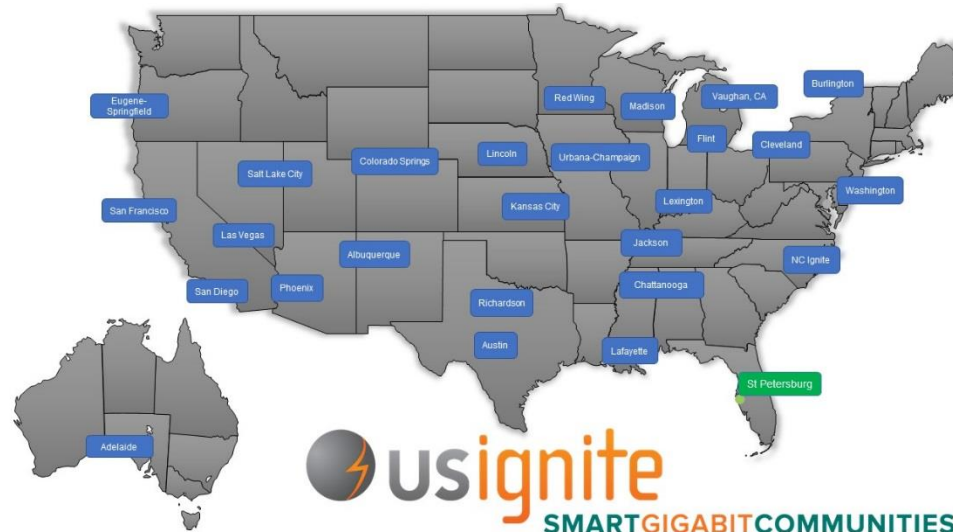 Burlington
Red Wing
Madison
Vaughan, CA
Eugene-
Springfield
Flint
Cleveland
Lincoln
Urbana-Champaign
Colorado Springs
Salt Lake City
Washington
Kansas City
Lexington
San Francisco
Las Vegas
Jackson
Albuquerque
NC Ignite
Chattanooga
San Diego
Phoenix
Richardson
Austin
Lafayette
St Petersburg
Adelaide
usignite
SMARTGIGABITCOMMUNITIES